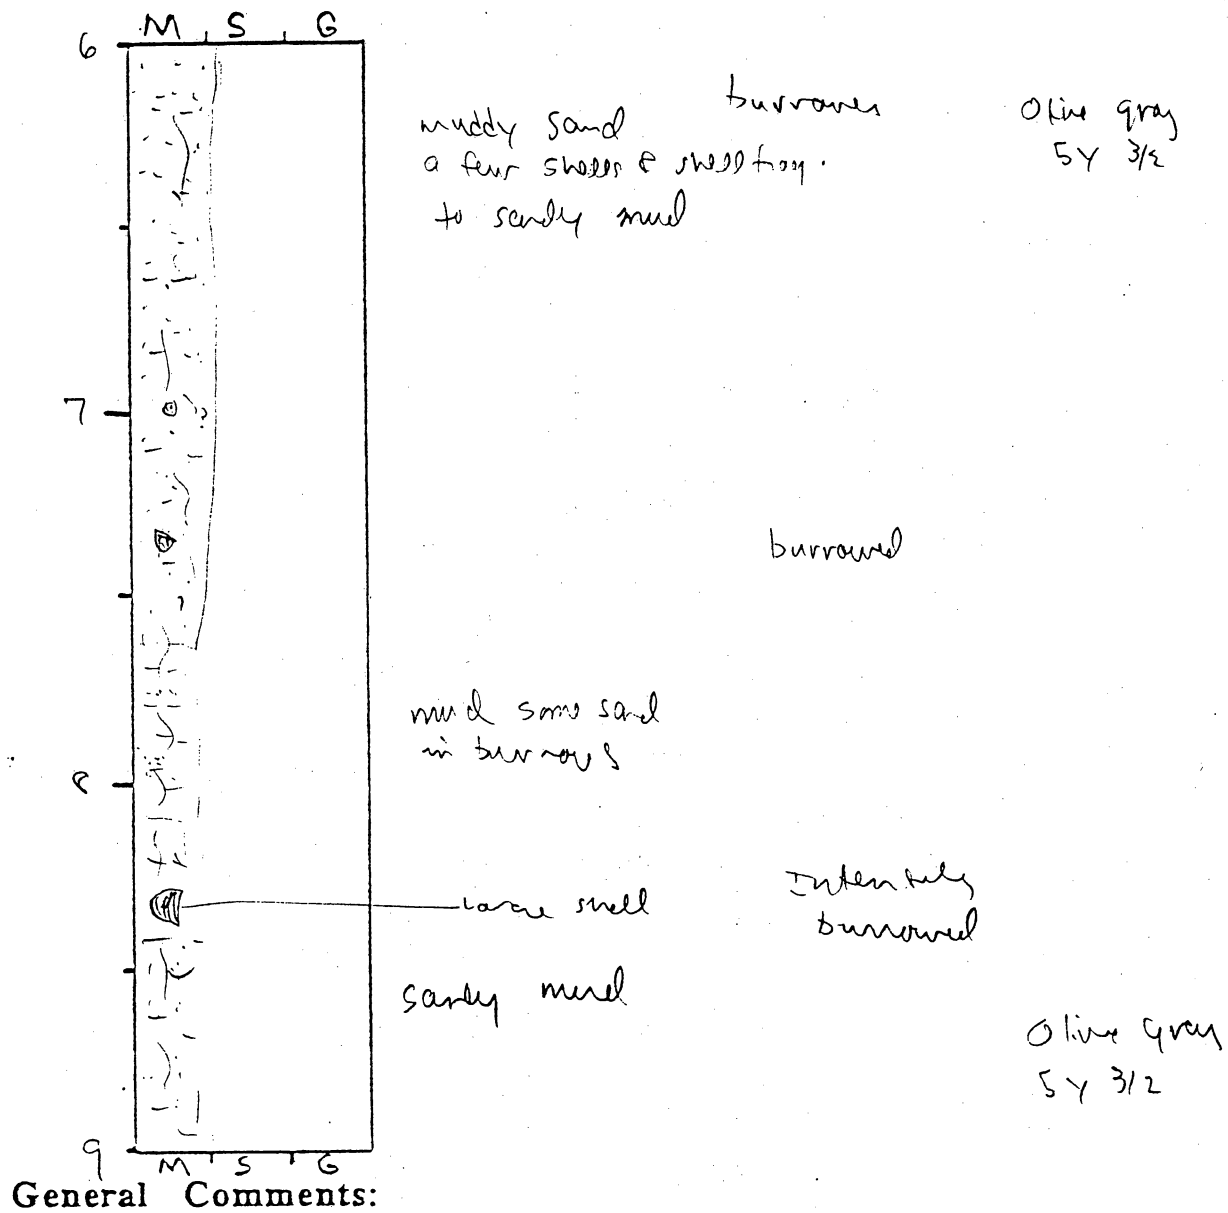 M S G
6
burrows
Olive gray
5Y 3/2
muddy sand
a few shells & shell frag.
to sandy mud
7
burrowed
mud some sand
in burrows
8
Intensely
burrowed
Large shell
sandy mud
Olive Gray
5Y 3/2
9
M S G
General Comments: